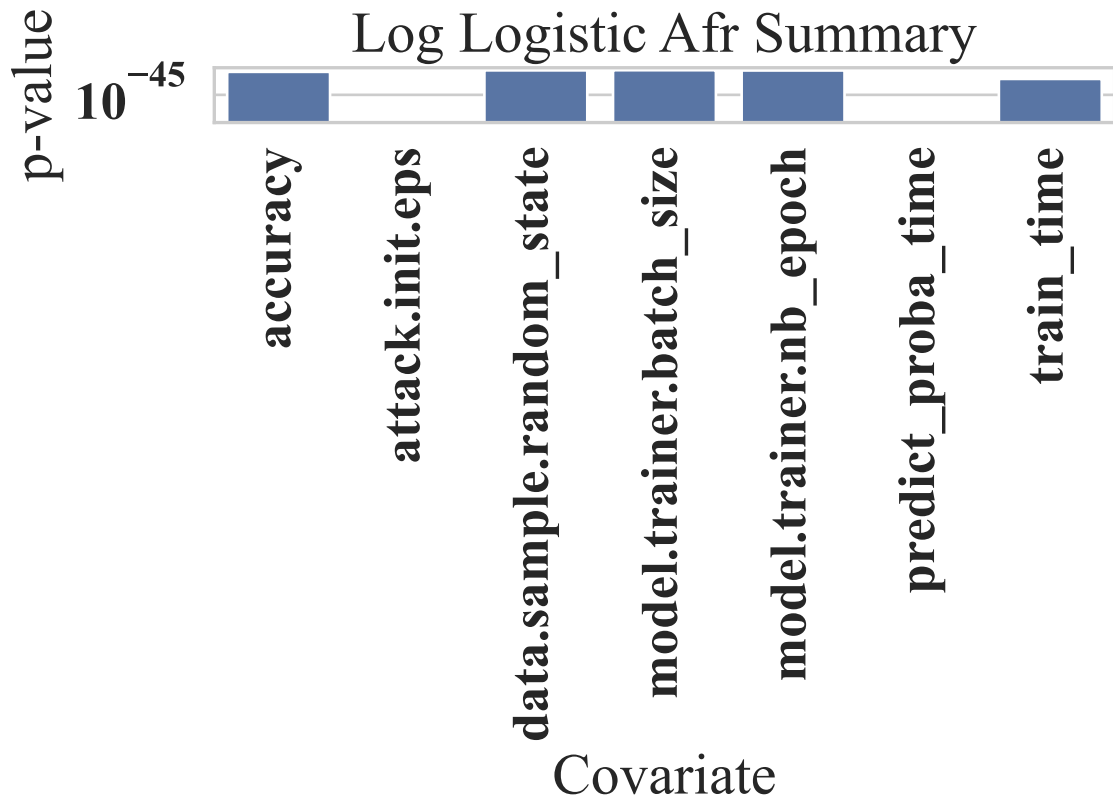 Log Logistic Afr Summary
p-value
10⁻⁴⁵
accuracy
attack.init.eps
data.sample.random_state
model.trainer.batch_size
model.trainer.nb_epoch
predict_proba_time
train_time
Covariate